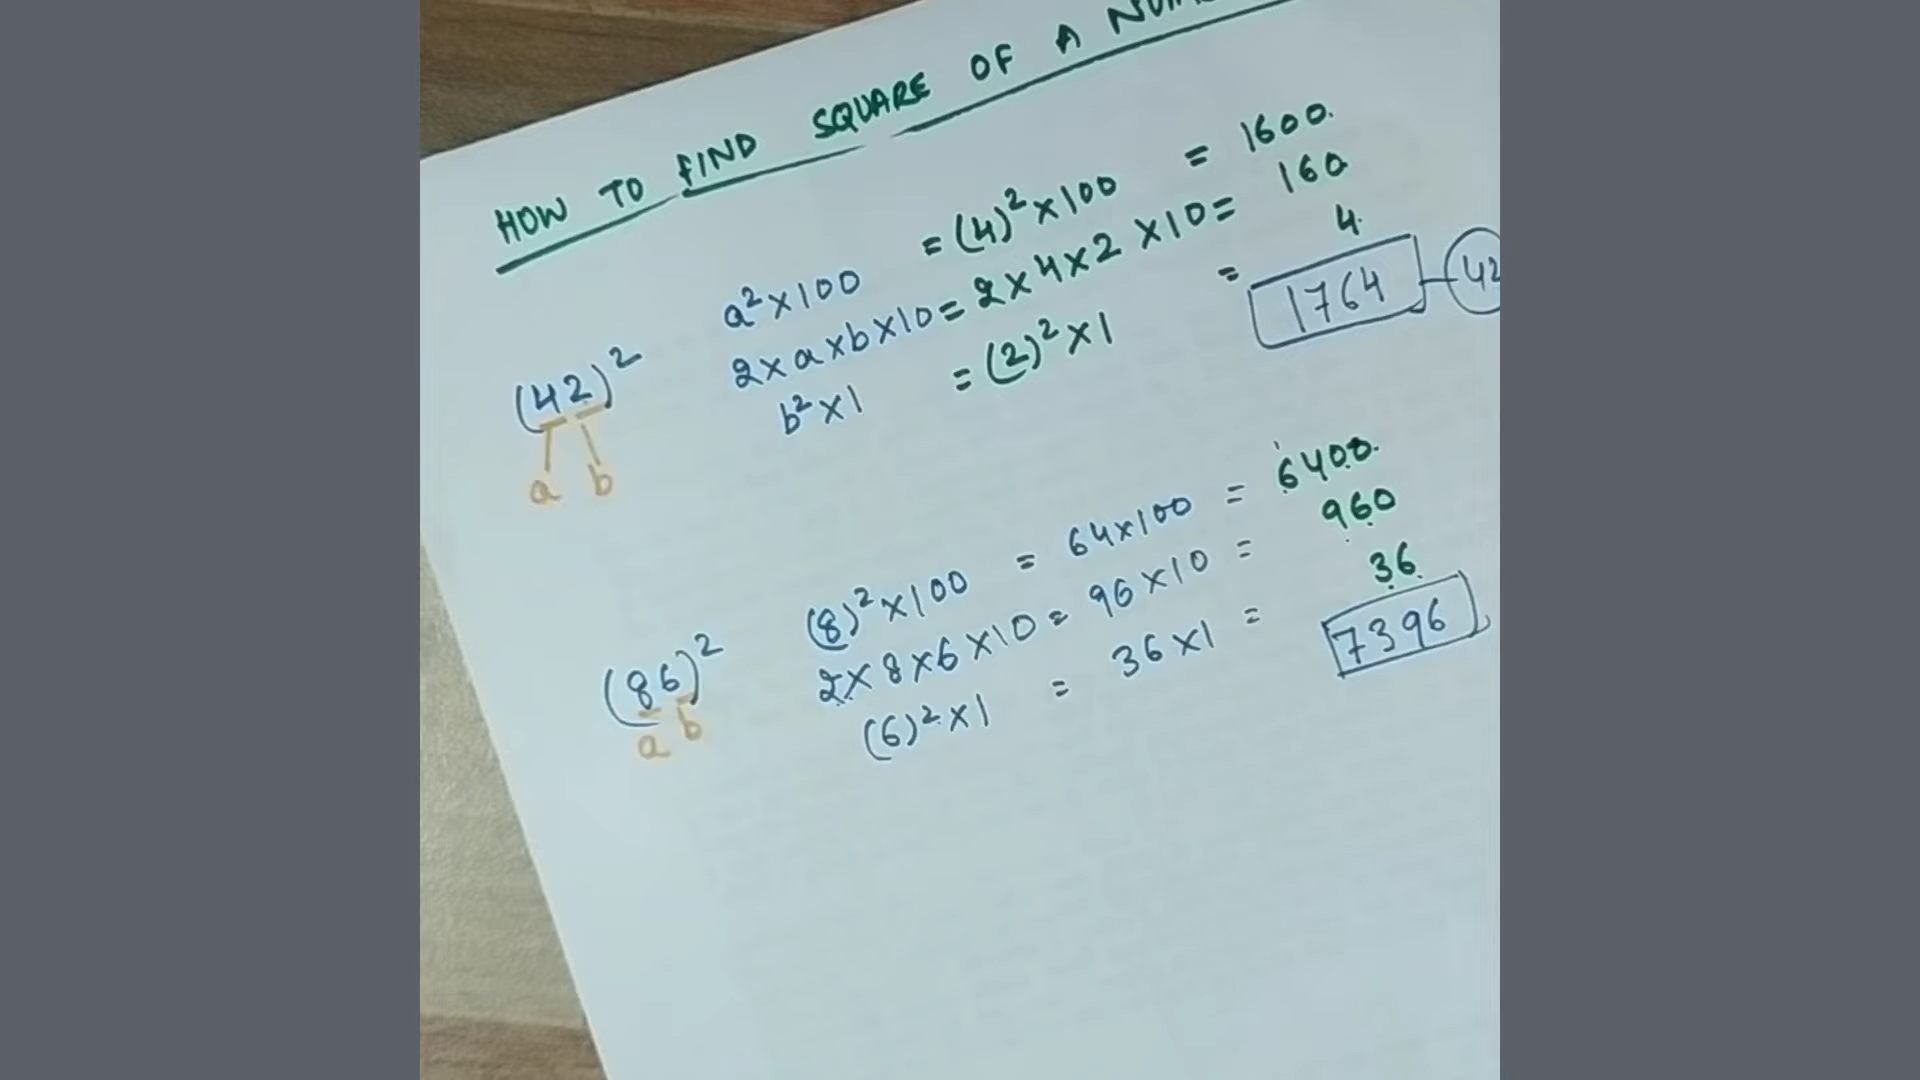 HOW TO FIND SQUARE OF A
a²×100 = (4)²×100 = 1600.
(42)² 2×a×b×10 = 2×4×2×10 = 160
b²×1 = (2)²×1 = 4.
a b
1764 42
(8)²×100 = 64×100 = 6400.
(86)² 2×8×6×10 = 96×10 = 960
(6)²×1 = 36×1 = 36
a b
7396